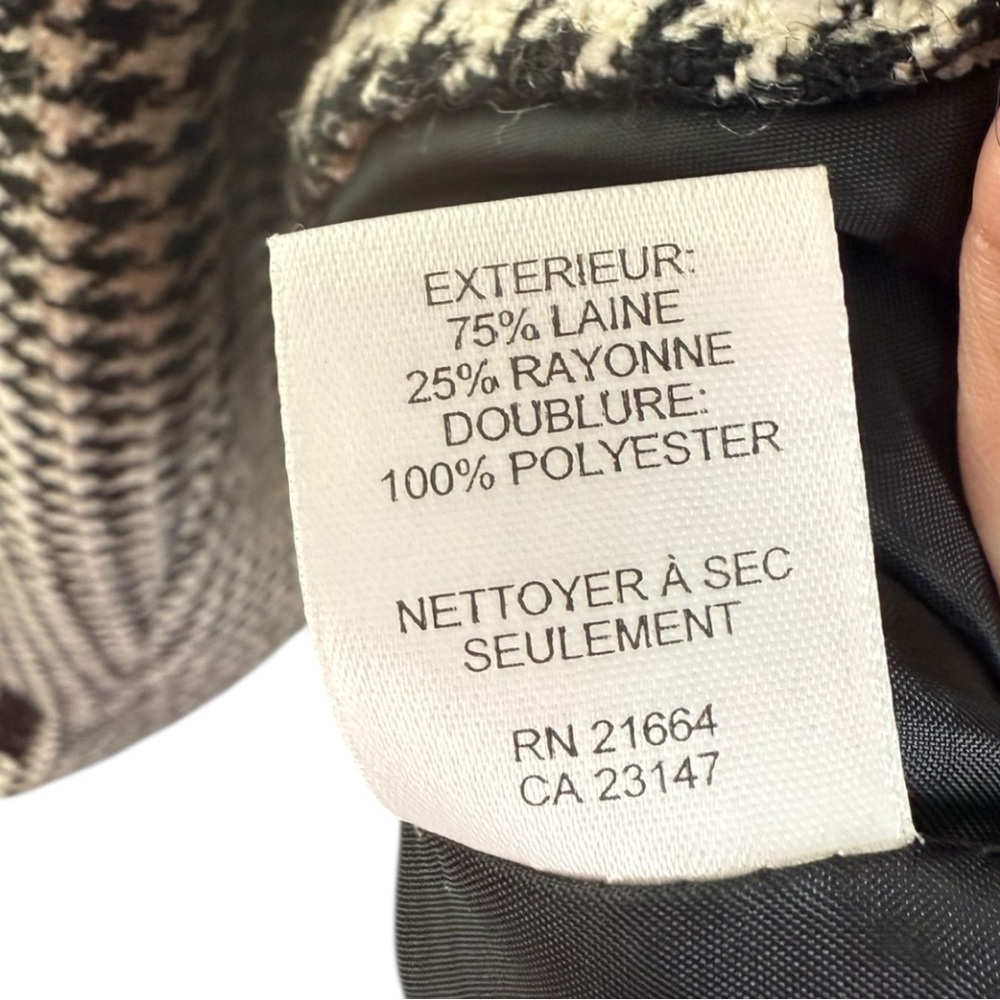 EXTERIEUR:
75% LAINE
25% RAYONNE
DOUBLURE:
100% POLYESTER
NETTOYER À SEC
SEULEMENT
RN 21664
CA 23147